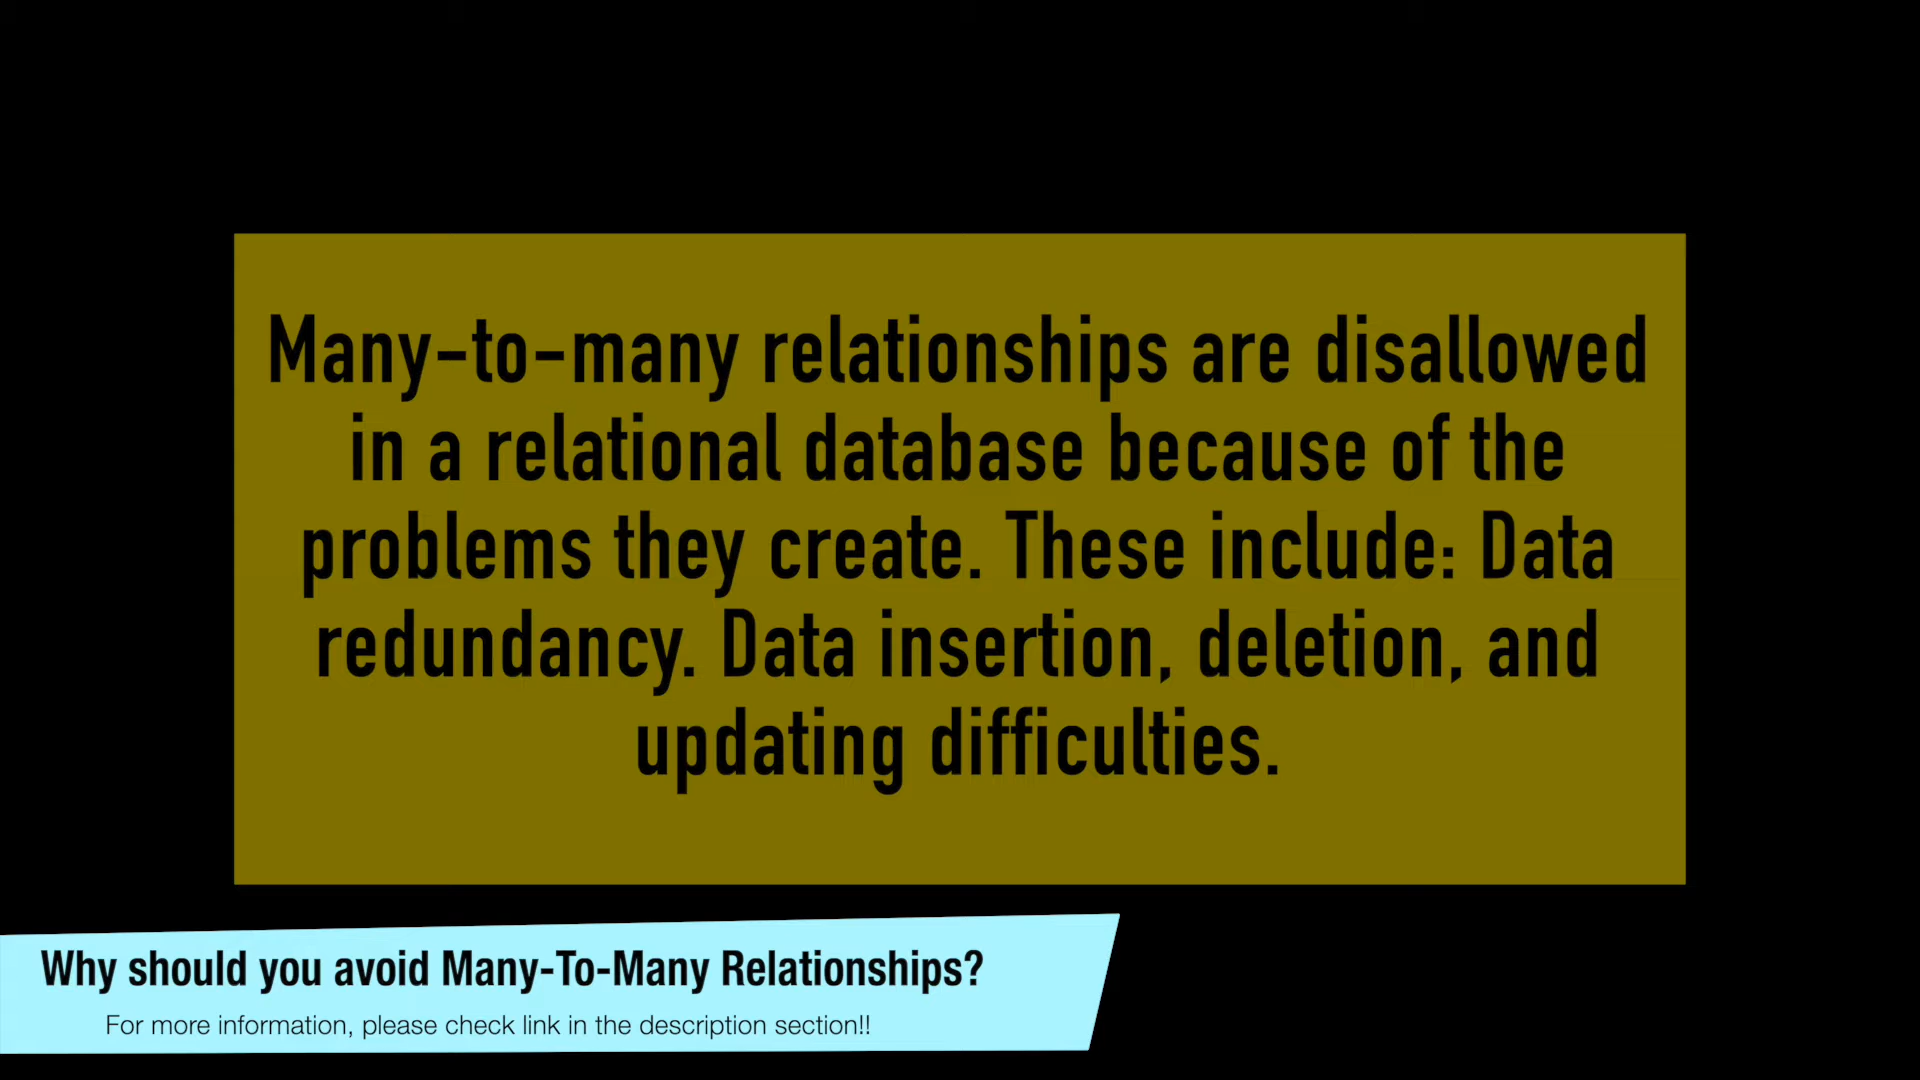 Many-to-many relationships are disallowed
in a relational database because of the
problems they create. These include: Data
redundancy. Data insertion, deletion, and
updating difficulties.
Why should you avoid Many-To-Many Relationships?
For more information, please check link in the description section!!